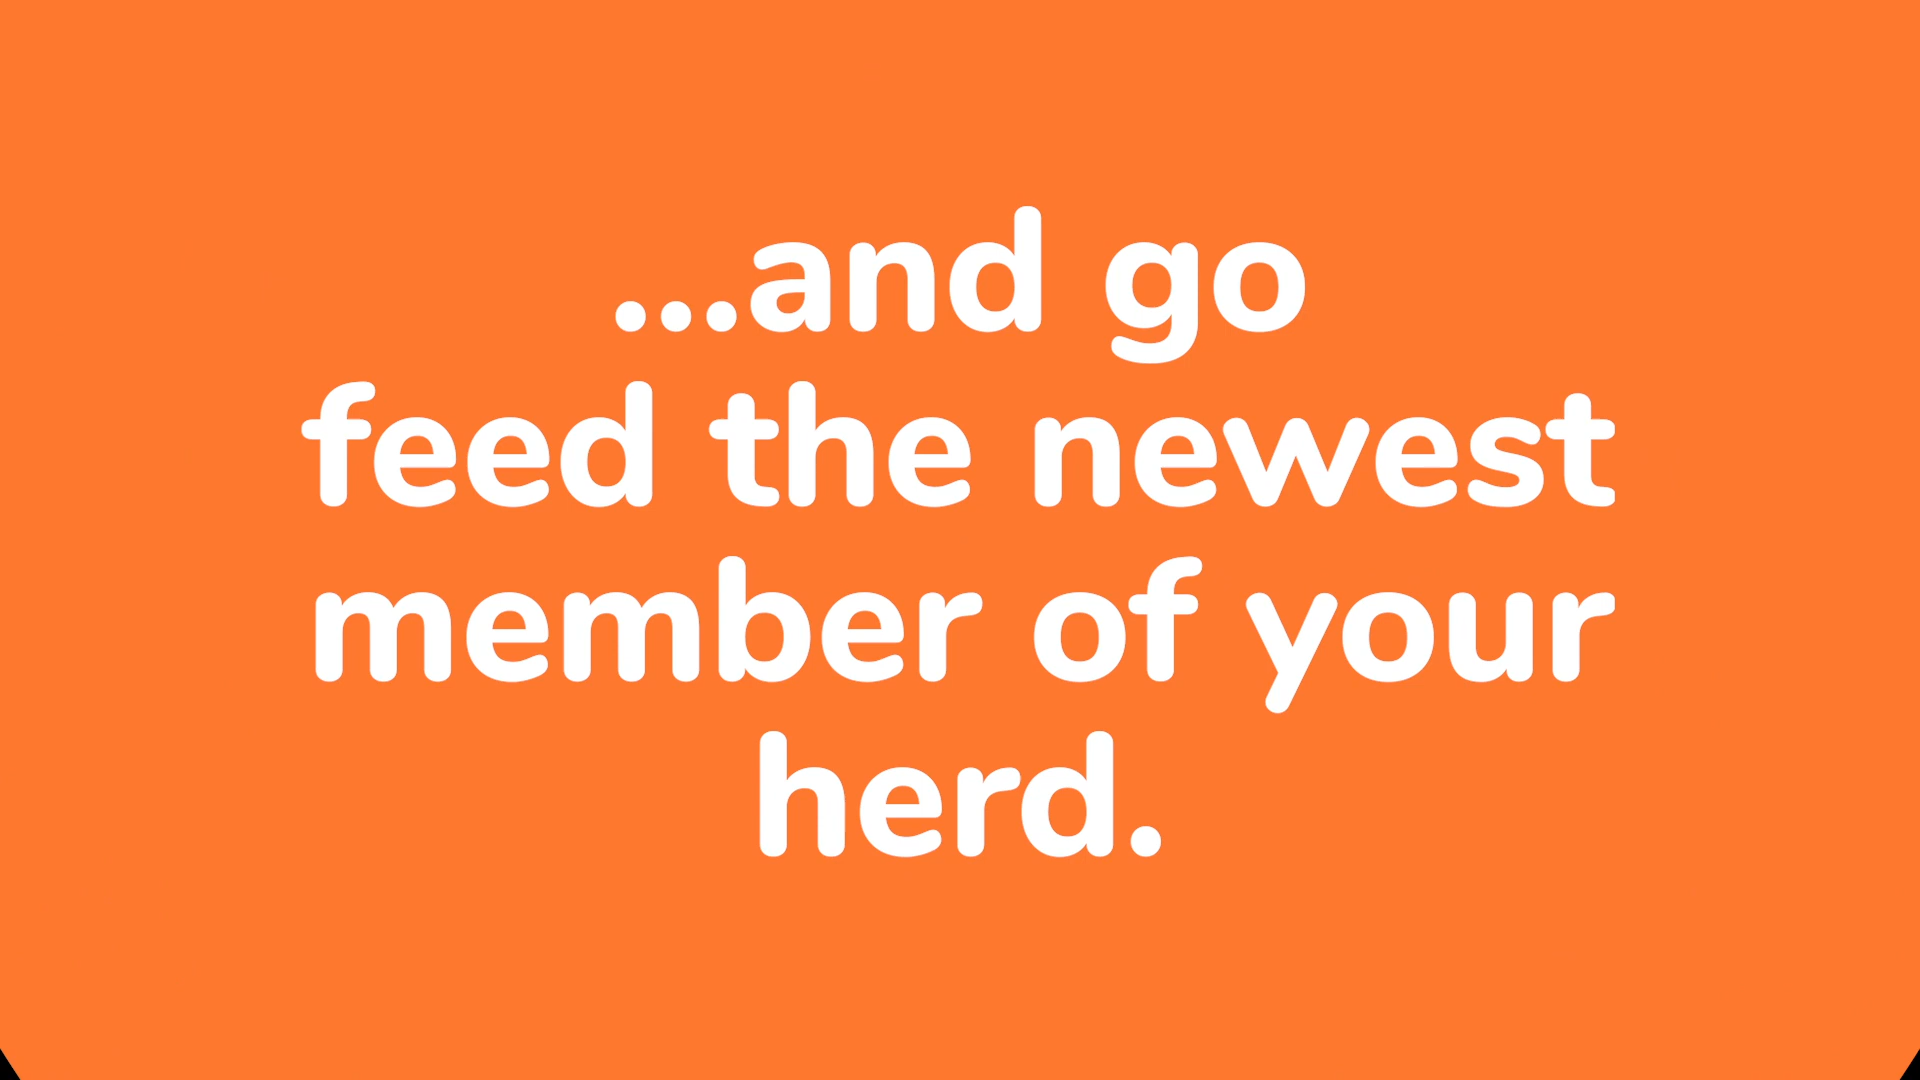 ...and go
feed the newest
member of your
herd.